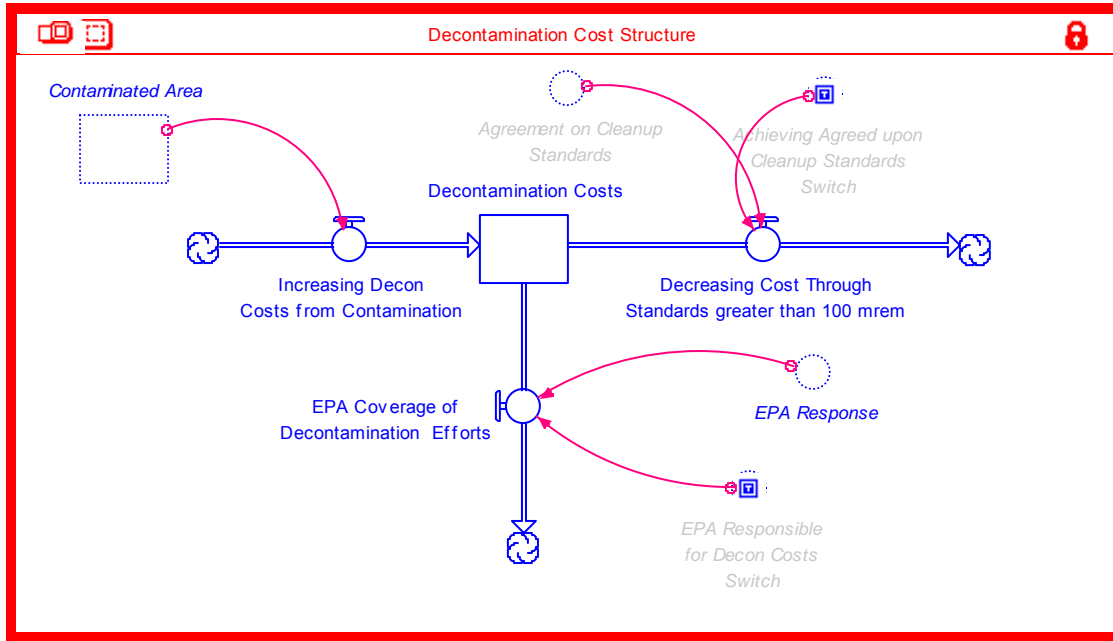 Decontamination Cost Structure
Contaminated Area
Agreement on Cleanup
Standards
Achieving Agreed upon
Cleanup Standards
Switch
Decontamination Costs
Increasing Decon
Costs from Contamination
Decreasing Cost Through
Standards greater than 100 mrem
EPA Coverage of
Decontamination Efforts
EPA Response
T
T
EPA Responsible
for Decon Costs
Switch